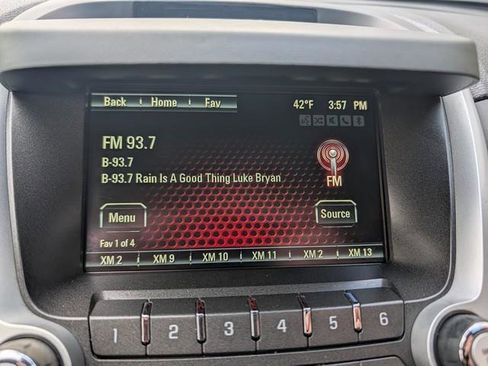 Back Home Fav 42°F 3:57 PM
FM 93.7
B-93.7
B-93.7 Rain Is A Good Thing Luke Bryan
FM
Menu Source
Fav 1 of 4
XM 2 XM 9 XM 10 XM 11 XM 2 XM 13
1 2 3 4 5 6